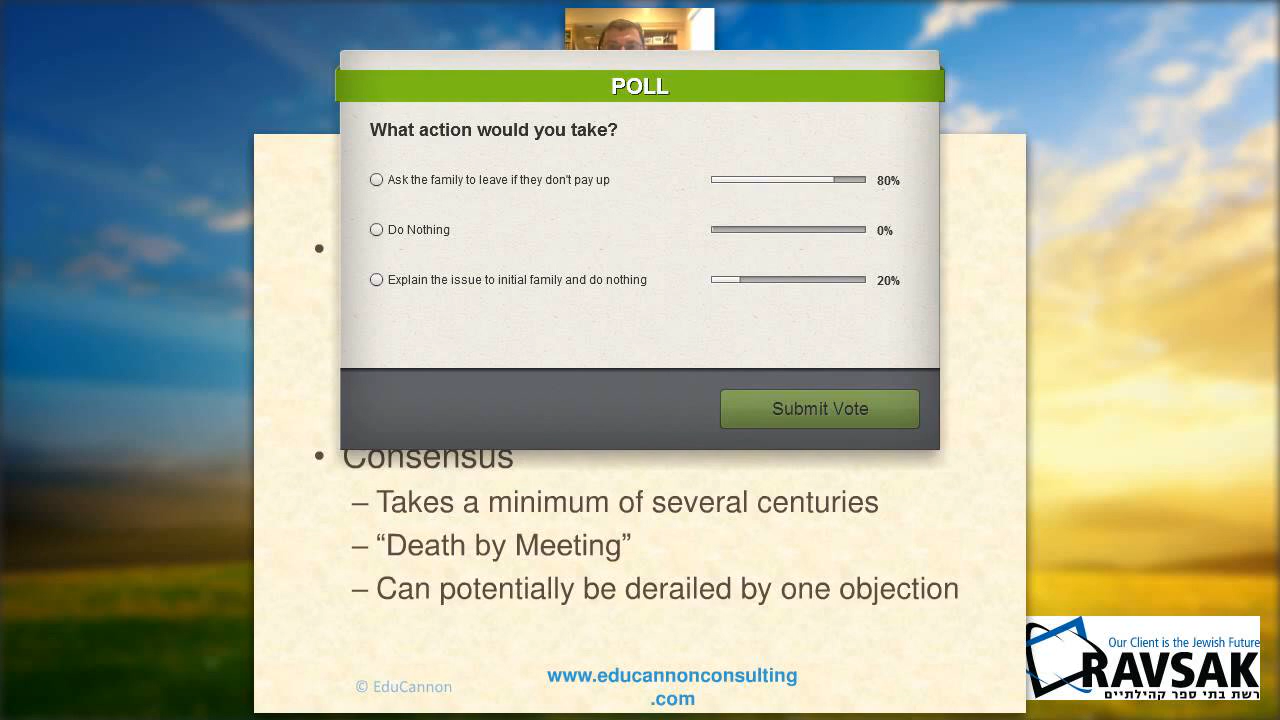 POLL
What action would you take?
Ask the family to leave if they don't pay up
80%
Do Nothing
0%
Explain the issue to initial family and do nothing
20%
Submit Vote
• Consensus
– Takes a minimum of several centuries
– “Death by Meeting”
– Can potentially be derailed by one objection
© EduCannon
www.educannonconsulting
.com
Our Client is the Jewish Future
RAVSAK
רשת בתי ספר קהילתיים